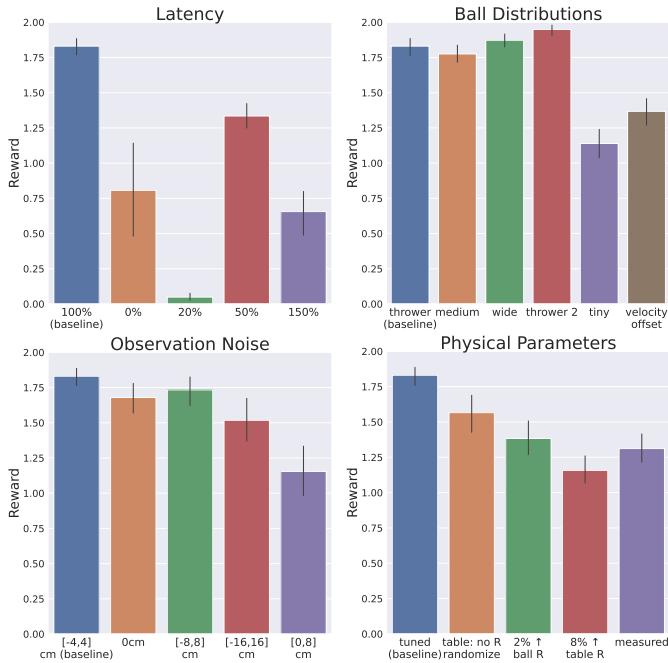 Latency
2.00
1.75
1.50
1.25
1.00
0.75
0.50
0.25
0.00
Reward
100%
(baseline)
0%
20%
50%
150%
Ball Distributions
2.00
1.75
1.50
1.25
1.00
0.75
0.50
0.25
0.00
Reward
thrower
(baseline)
medium
wide
thrower 2
tiny
velocity
offset
Observation Noise
2.00
1.75
1.50
1.25
1.00
0.75
0.50
0.25
0.00
Reward
[-4,4]
cm (baseline)
0cm
[-8,8]
cm
[-16,16]
cm
[0,8]
cm
Physical Parameters
2.00
1.75
1.50
1.25
1.00
0.75
0.50
0.25
0.00
Reward
tuned
(baseline)
table: no R
randomize
2% ↑
ball R
8% ↑
table R
measured